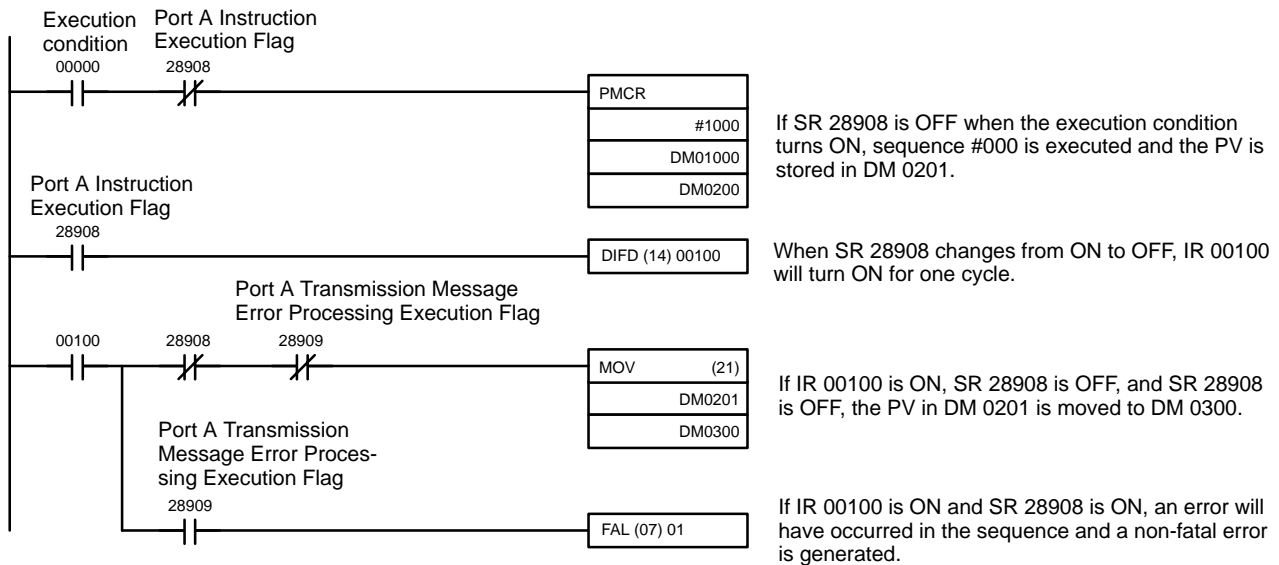 Execution condition
Port A Instruction Execution Flag
00000
28908
PMCR
#1000
DM01000
DM0200
If SR 28908 is OFF when the execution condition
turns ON, sequence #000 is executed and the PV is
stored in DM 0201.
Port A Instruction
Execution Flag
28908
DIFD (14) 00100
When SR 28908 changes from ON to OFF, IR 00100
will turn ON for one cycle.
Port A Transmission Message
Error Processing Execution Flag
00100
28908
28909
MOV (21)
DM0201
DM0300
If IR 00100 is ON, SR 28908 is OFF, and SR 28908
is OFF, the PV in DM 0201 is moved to DM 0300.
Port A Transmission
Message Error Proces-
sing Execution Flag
28909
FAL (07) 01
If IR 00100 is ON and SR 28908 is ON, an error will
have occurred in the sequence and a non-fatal error
is generated.